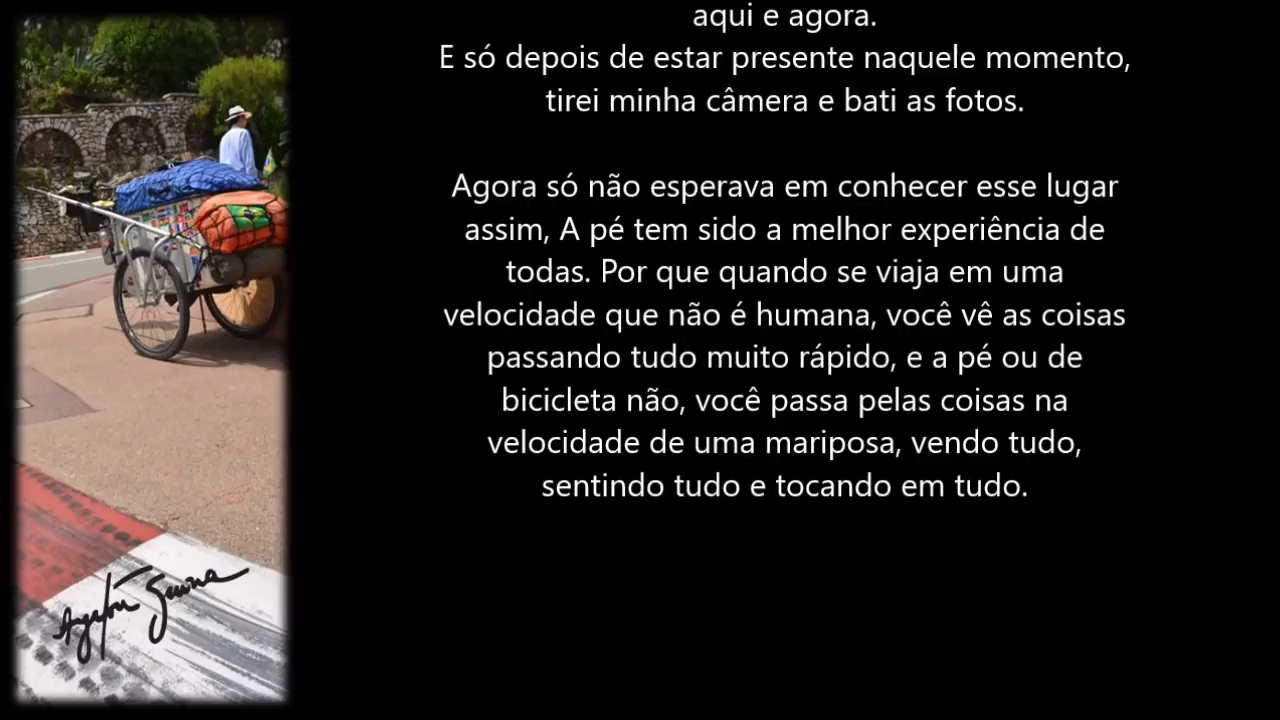 aqui e agora.
E só depois de estar presente naquele momento,
tirei minha câmera e bati as fotos.
Agora só não esperava em conhecer esse lugar
assim, A pé tem sido a melhor experiência de
todas. Por que quando se viaja em uma
velocidade que não é humana, você vê as coisas
passando tudo muito rápido, e a pé ou de
bicicleta não, você passa pelas coisas na
velocidade de uma mariposa, vendo tudo,
sentindo tudo e tocando em tudo.
Ayrton Senna